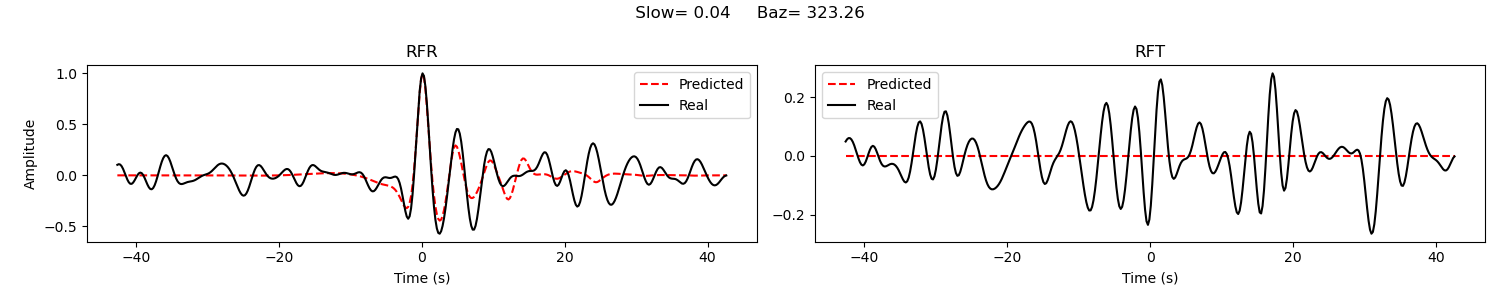 Slow= 0.04     Baz= 323.26
RFR
Amplitude
1.0
0.5
0.0
−0.5
Predicted
Real
−40
−20
0
20
40
Time (s)
RFT
0.2
0.0
−0.2
Predicted
Real
−40
−20
0
20
40
Time (s)